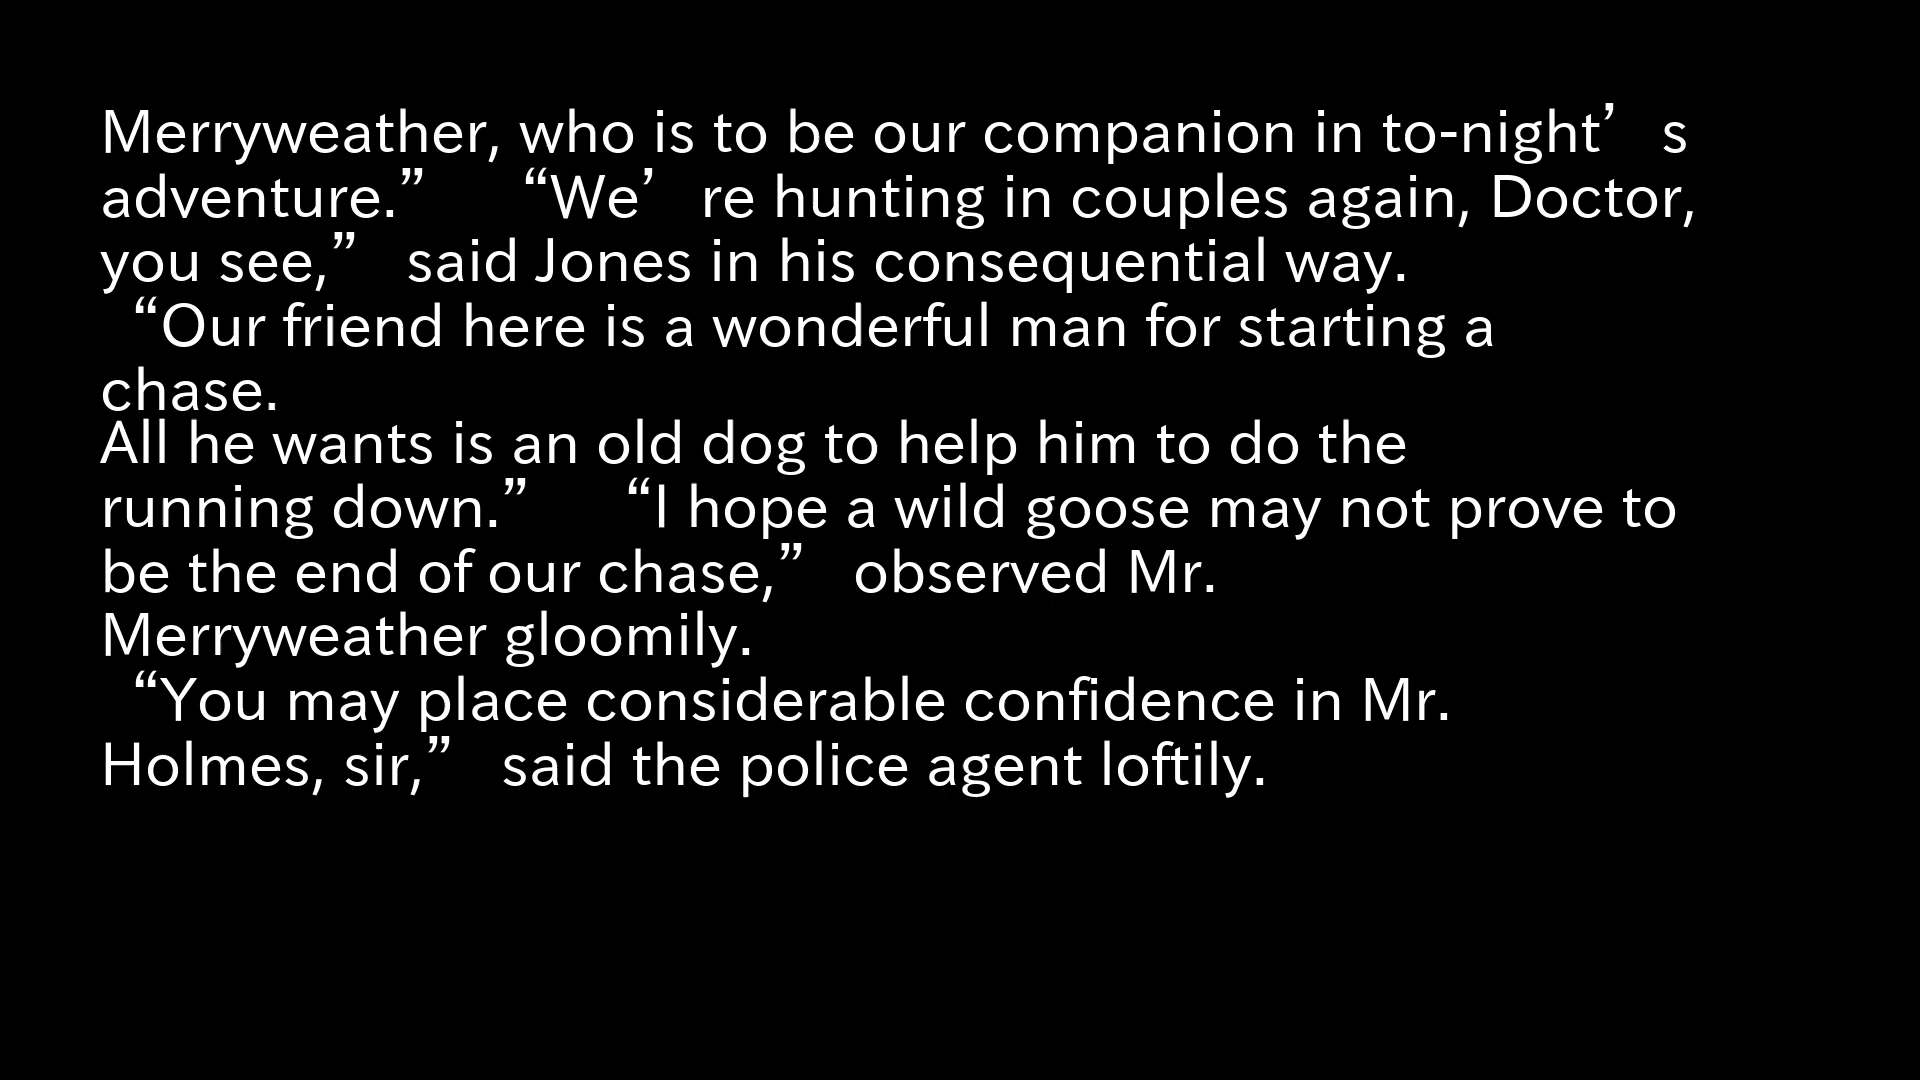 Merryweather, who is to be our companion in to-night’s
adventure.” “We’re hunting in couples again, Doctor,
you see,” said Jones in his consequential way.
“Our friend here is a wonderful man for starting a
chase.
All he wants is an old dog to help him to do the
running down.” “I hope a wild goose may not prove to
be the end of our chase,” observed Mr.
Merryweather gloomily.
“You may place considerable confidence in Mr.
Holmes, sir,” said the police agent loftily.